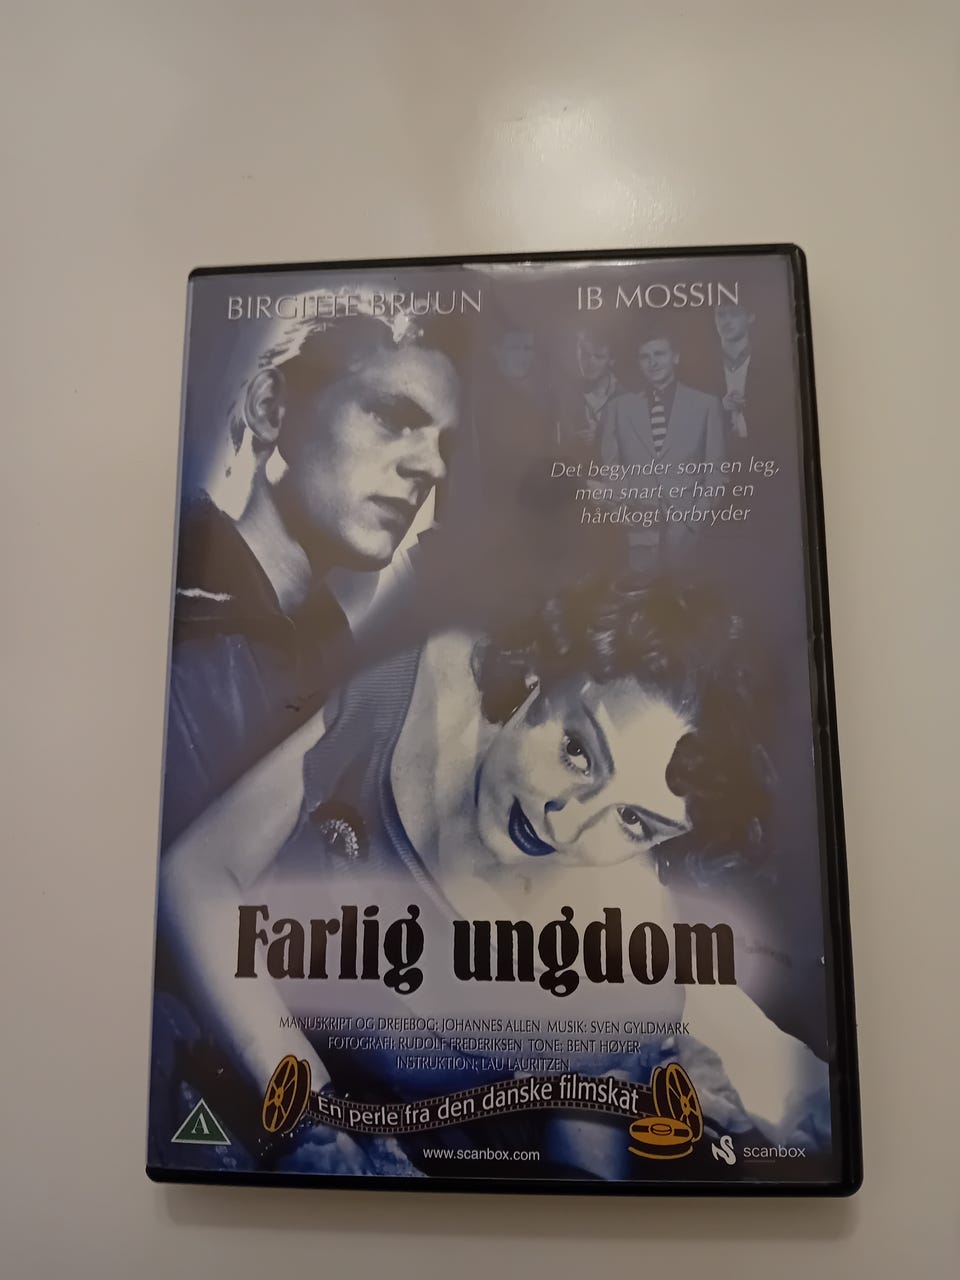 BIRGITTE BRUUN
IB MOSSIN
Det begynder som en leg,
men snart er han en
hårdkogt forbryder
Farlig ungdom
MANUSKRIPT OG DREJEBOG: JOHANNES ALLEN MUSIK: SVEN GYLDMARK
FOTOGRAFI: RUDOLF FREDERIKSEN TONE: BENT HØYER
INSTRUKTION: LAU LAURITZEN
En perle fra den danske filmskat
A
www.scanbox.com
scanbox